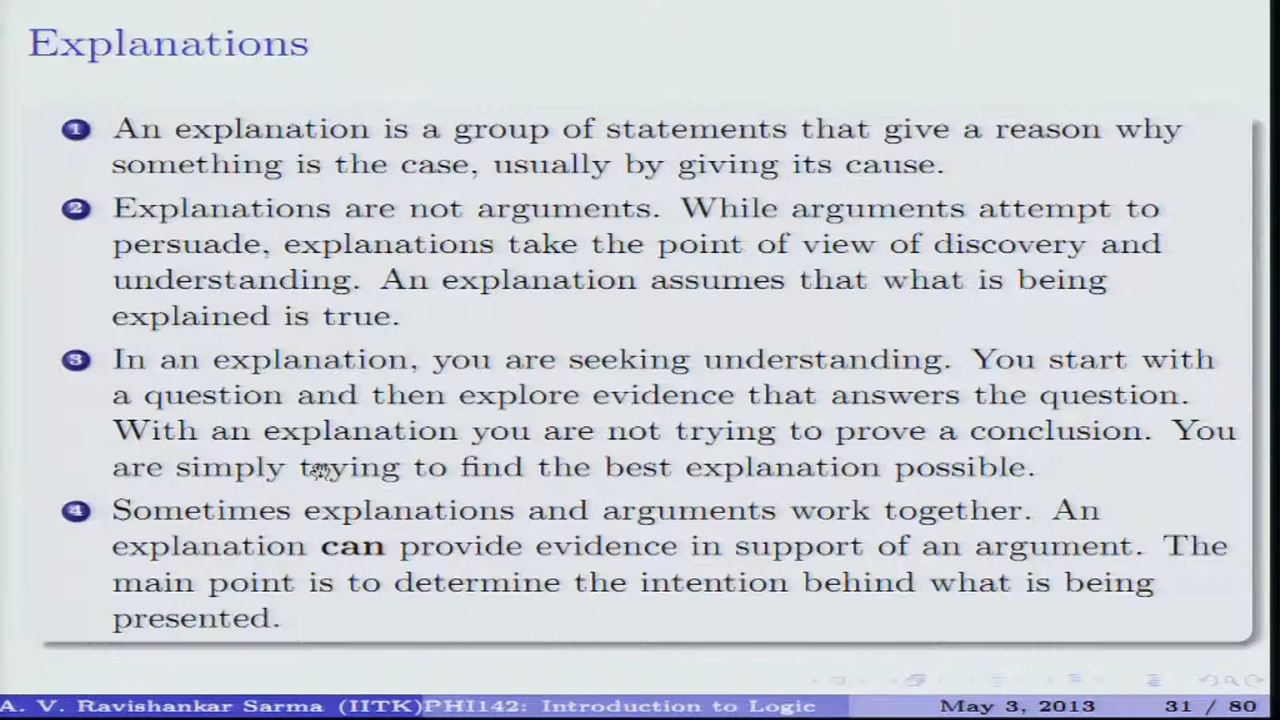 Explanations
1 An explanation is a group of statements that give a reason why
something is the case, usually by giving its cause.
2 Explanations are not arguments. While arguments attempt to
persuade, explanations take the point of view of discovery and
understanding. An explanation assumes that what is being
explained is true.
3 In an explanation, you are seeking understanding. You start with
a question and then explore evidence that answers the question.
With an explanation you are not trying to prove a conclusion. You
are simply trying to find the best explanation possible.
4 Sometimes explanations and arguments work together. An
explanation can provide evidence in support of an argument. The
main point is to determine the intention behind what is being
presented.
A. V. Ravishankar Sarma (IITK) PHI142: Introduction to Logic May 3, 2013 31 / 80